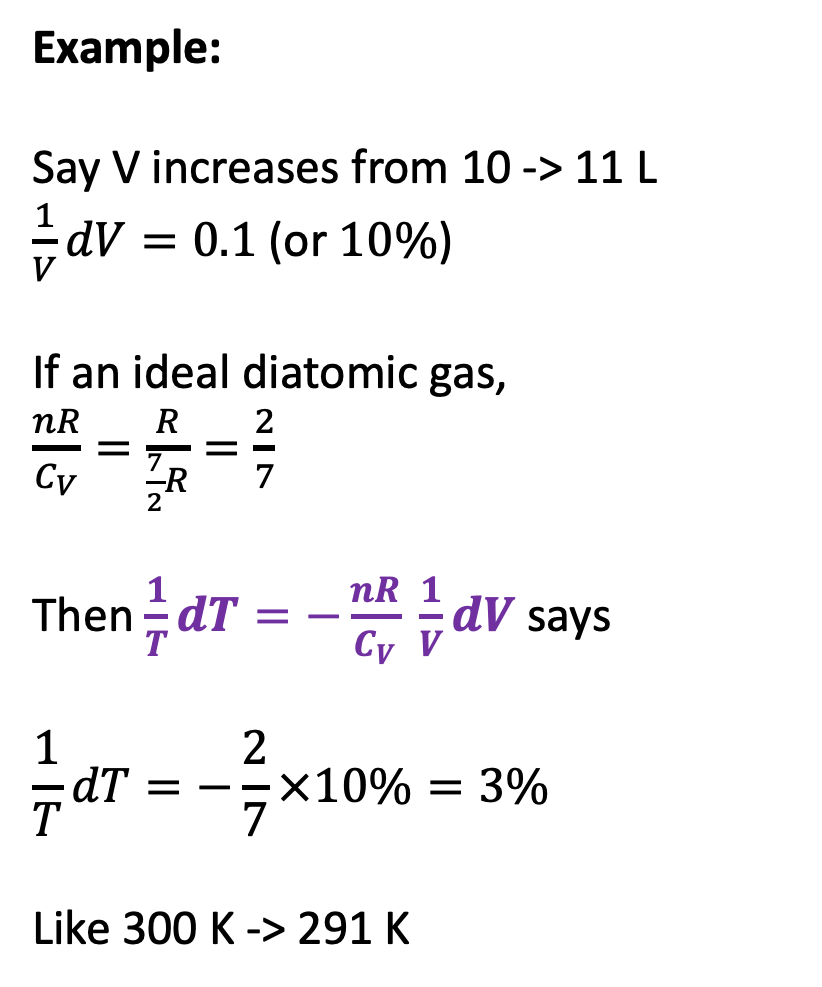 Example:
Say V increases from 10 -> 11 L
$\frac{1}{V}dV = 0.1$ (or 10%)
If an ideal diatomic gas,
$\frac{nR}{C_V} = \frac{R}{\frac{7}{2}R} = \frac{2}{7}$
Then $\frac{1}{T}dT = -\frac{nR}{C_V}\frac{1}{V}dV$ says
$\frac{1}{T}dT = -\frac{2}{7}×10\% = 3\%$
Like 300 K -> 291 K